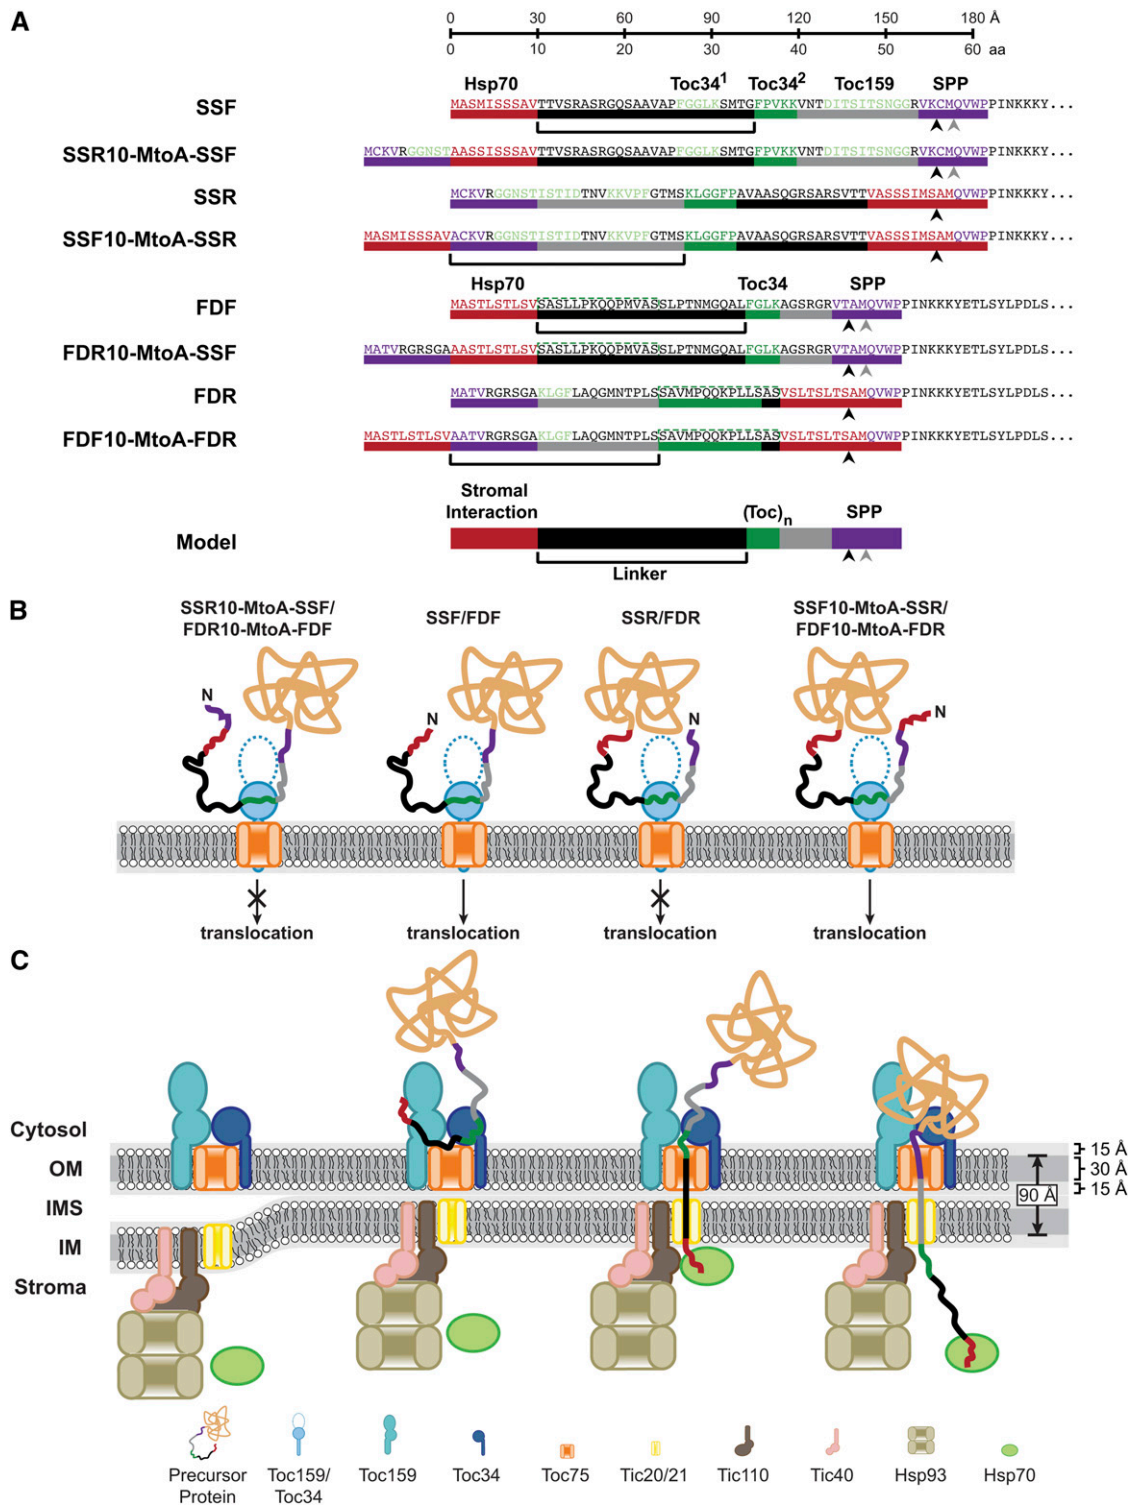 A
0 30 60 90 120 150 180 Å
0 10 20 30 40 50 60 aa
Hsp70 Toc34¹ Toc34² Toc159 SPP
SSF MASMISSSAVTTVSRASRGQSAAVAPFGGLKSMTGFPVKKVNTDITSITSNGGRVKCMQVWPPINKKKY...
SSR10-MtoA-SSF MCKVRGGNSTAASSISSSAVTTVSRASRGQSAAVAPFGGLKSMTGFPVKKVNTDITSITSNGGRVKCMQVWPPINKKKY...
SSR MCKVRGGNSTISTIDTNVKKVPFGTMSKLGGFPAVAASQGRSARSVTTVASSSIMSAMQVWPPINKKKY...
SSF10-MtoA-SSR MASMISSSAVACKVRGGNSTISTIDTNVKKVPFGTMSKLGGFPAVAASQGRSARSVTTVASSSIMSAMQVWPPINKKKY...
Hsp70 Toc34 SPP
FDF MASTLSTLSVSASLLPKQQPMVASSLPTNMGQALFGLKAGSRGRVTAMQVWPPINKKKYETLSYLPDLS...
FDR10-MtoA-SSF MATVRGRSGAAASTLSTLSVSASLLPKQQPMVASSLPTNMGQALFGLKAGSRGRVTAMQVWPPINKKKYETLSYLPDLS...
FDR MATVRGRSGAKLGFLAQGMNTPLSSAVMPQQKPLLSASVSLTSLTSAMQVWPPINKKKYETLSYLPDLS...
FDF10-MtoA-FDR MASTLSTLSVAATVRGRSGAKLGFLAQGMNTPLSSAVMPQQKPLLSASVSLTSLTSAMQVWPPINKKKYETLSYLPDLS...
Stromal
Interaction (Toc)n SPP
Model
Linker
B
SSR10-MtoA-SSF/
FDR10-MtoA-FDF
SSF/FDF
SSR/FDR
SSF10-MtoA-SSR/
FDF10-MtoA-FDR
N N N N
translocation translocation translocation translocation
C
Cytosol
OM
IMS
IM
Stroma
15 Å
30 Å
15 Å
90 Å
Precursor
Protein
Toc159/
Toc34
Toc159
Toc34
Toc75
Tic20/21
Tic110
Tic40
Hsp93
Hsp70